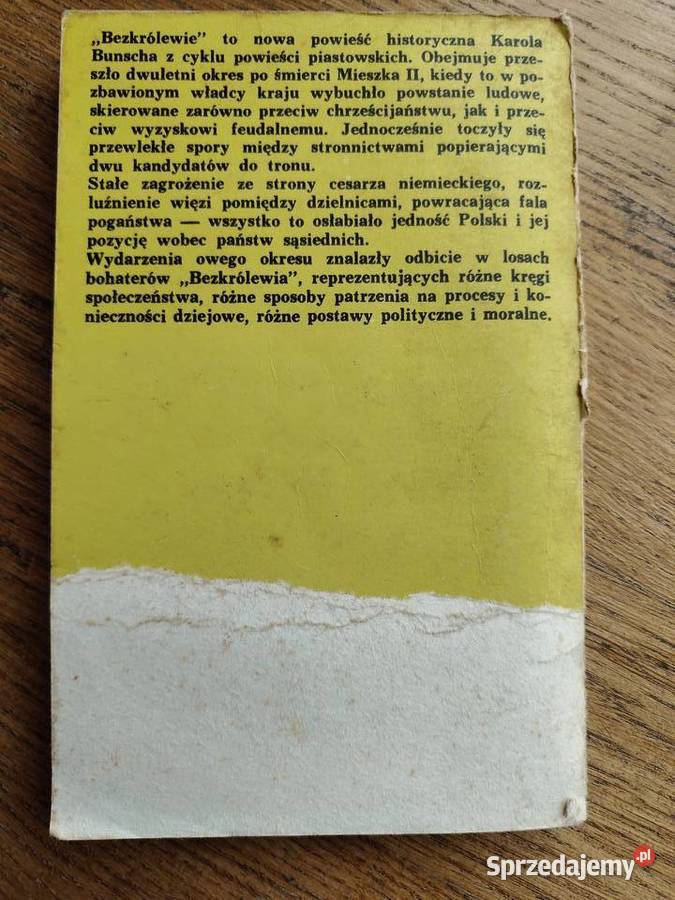 „Bezkrólewie” to nowa powieść historyczna Karola
Bunscha z cyklu powieści piastowskich. Obejmuje prze-
szło dwuletni okres po śmierci Mieszka II, kiedy to w po-
zbawionym władcy kraju wybuchło powstanie ludowe,
skierowane zarówno przeciw chrześcijaństwu, jak i prze-
ciw wyzyskowi feudalnemu. Jednocześnie toczyły się
przewlekłe spory między stronnictwami popierającymi
dwu kandydatów do tronu.
Stałe zagrożenie ze strony cesarza niemieckiego, roz-
luźnienie więzi pomiędzy dzielnicami, powracająca fala
pogaństwa — wszystko to osłabiało jedność Polski i jej
pozycję wobec państw sąsiednich.
Wydarzenia owego okresu znalazły odbicie w losach
bohaterów „Bezkrólewia”, reprezentujących różne kręgi
społeczeństwa, różne sposoby patrzenia na procesy i ko-
nieczności dziejowe, różne postawy polityczne i moralne.
Sprzedajemy.pl